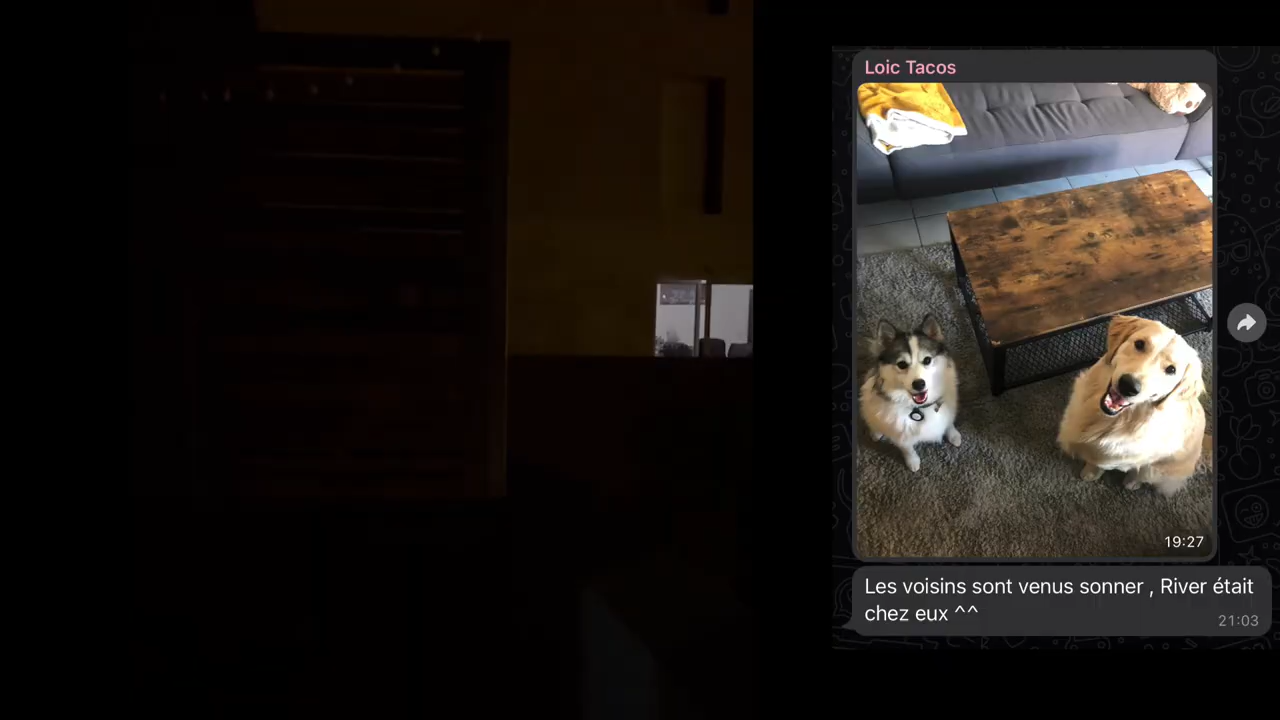 Loic Tacos
19:27
Les voisins sont venus sonner , River était
chez eux ^^
21:03